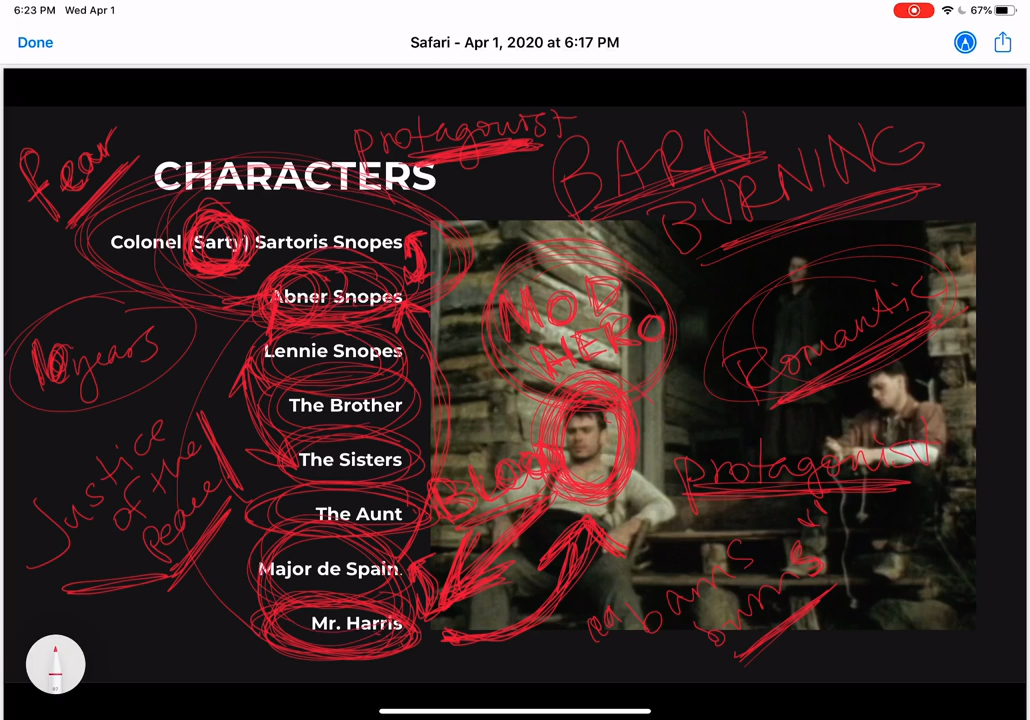 6:23 PM Wed Apr 1
67%
Done
Safari - Apr 1, 2020 at 6:17 PM
Protagonist
BARN
BURNING
Fear
CHARACTERS
Colonel (Sarty) Sartoris Snopes
Abner Snopes
MOD
HERO
Romantic
10 years
Lennie Snopes
The Brother
The Sisters
BLOOD
protagonist
Justice
of the
peace
The Aunt
Major de Spain.
barns
burns
Mr. Harris